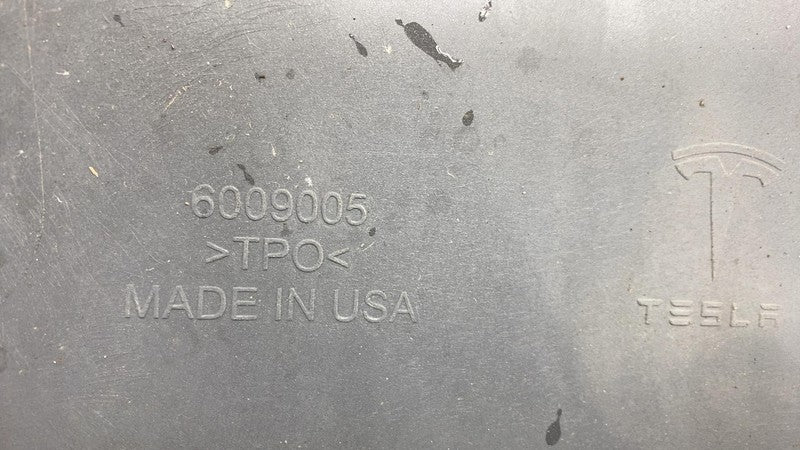 6009005
>TPO<
MADE IN USA
TESLA